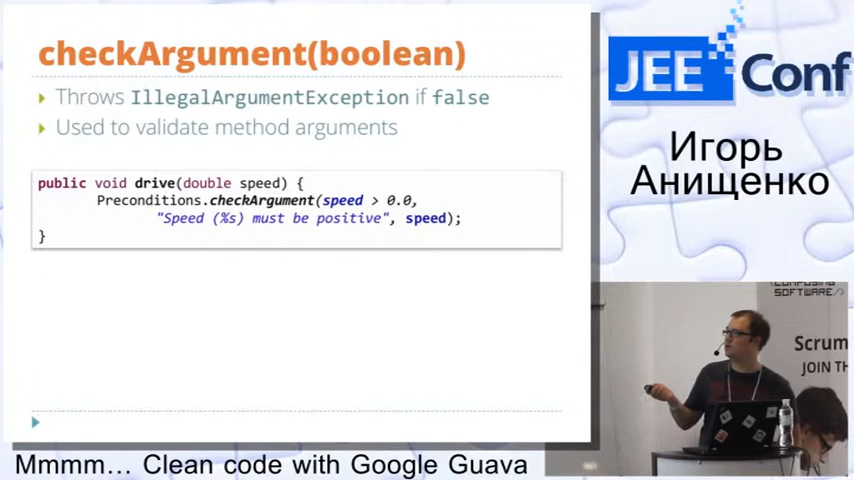 checkArgument(boolean)
Throws IllegalArgumentException if false
Used to validate method arguments
public void drive(double speed) {
Preconditions.checkArgument(speed > 0.0,
"Speed (%s) must be positive", speed);
}
JEE Conf
Игорь
Анищенко
SOFTWARE/>
Scrum
JOIN TH
Mmmm... Clean code with Google Guava